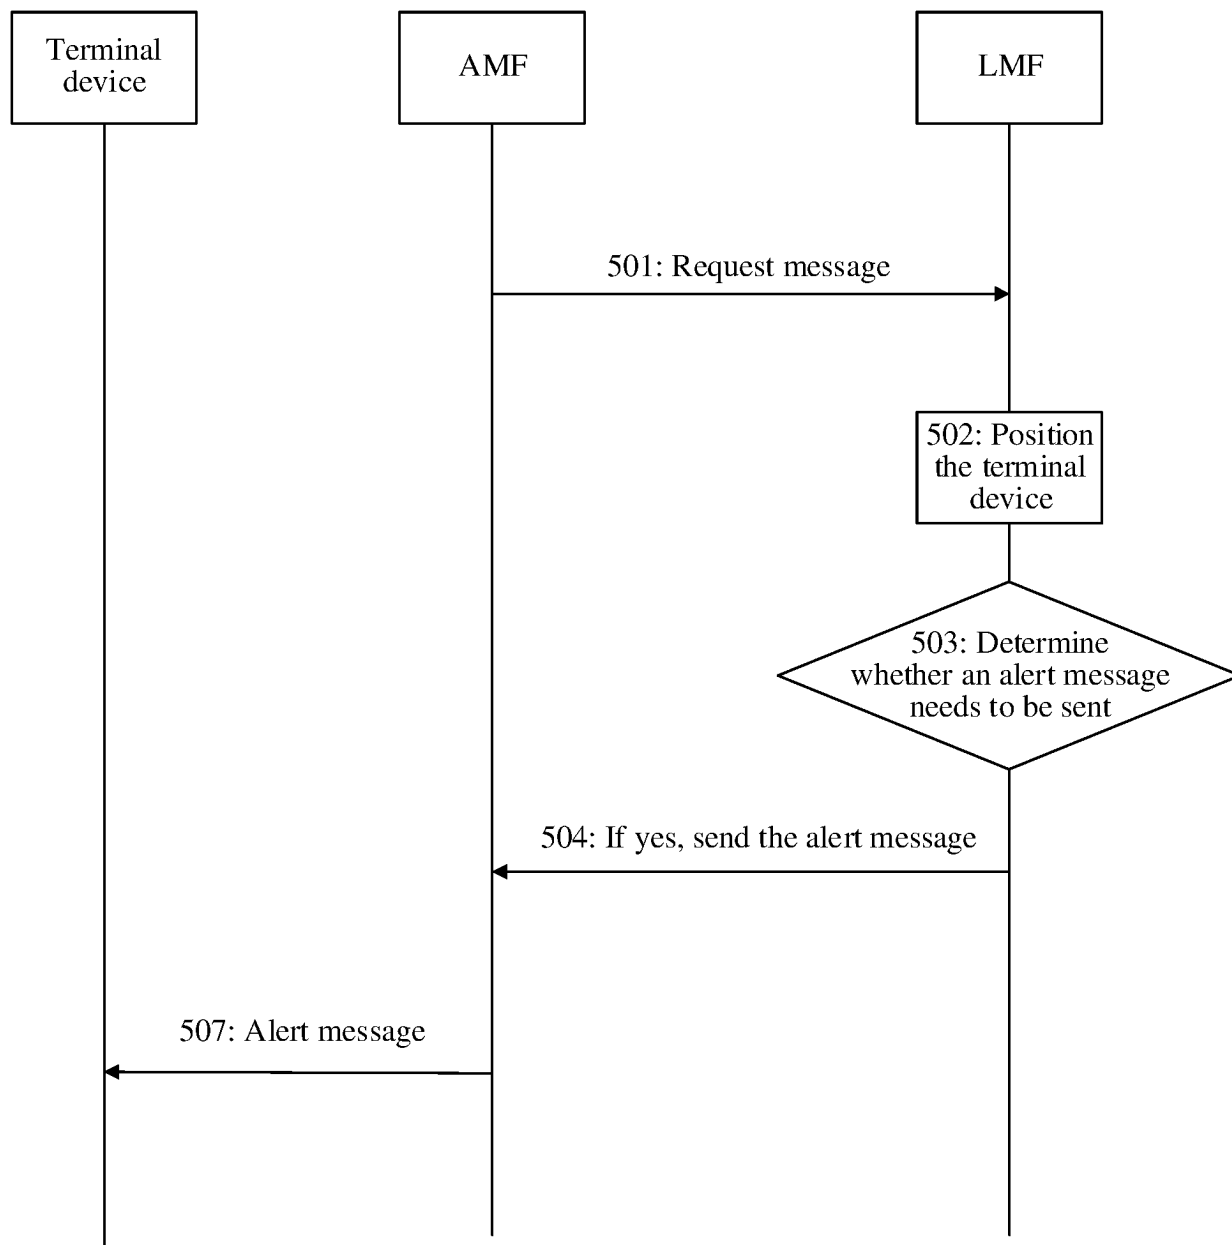 Terminal
device
AMF
LMF
501: Request message
502: Position
the terminal
device
503: Determine
whether an alert message
needs to be sent
504: If yes, send the alert message
507: Alert message